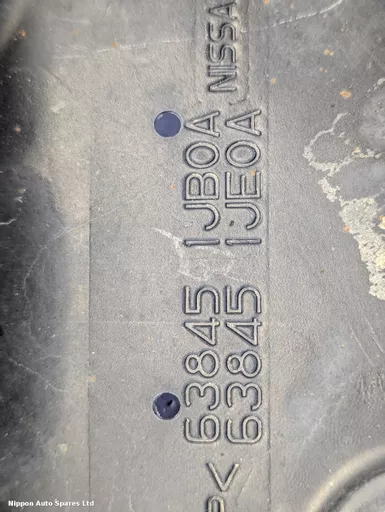 63845 1JB0A
63845 1JE0A NISSA
Nippon Auto Spares Ltd